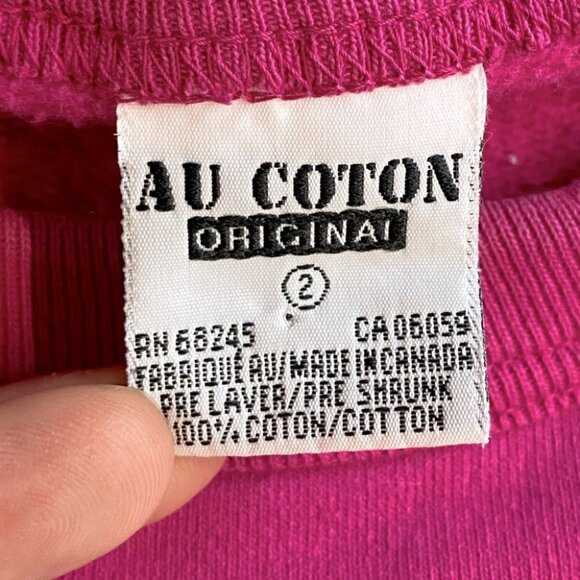 AU COTON
ORIGINAL
2
RN 68245 CA 06059
FABRIQUE AU/MADE IN CANADA
PRE LAVER/PRE SHRUNK
100% COTON/COTTON